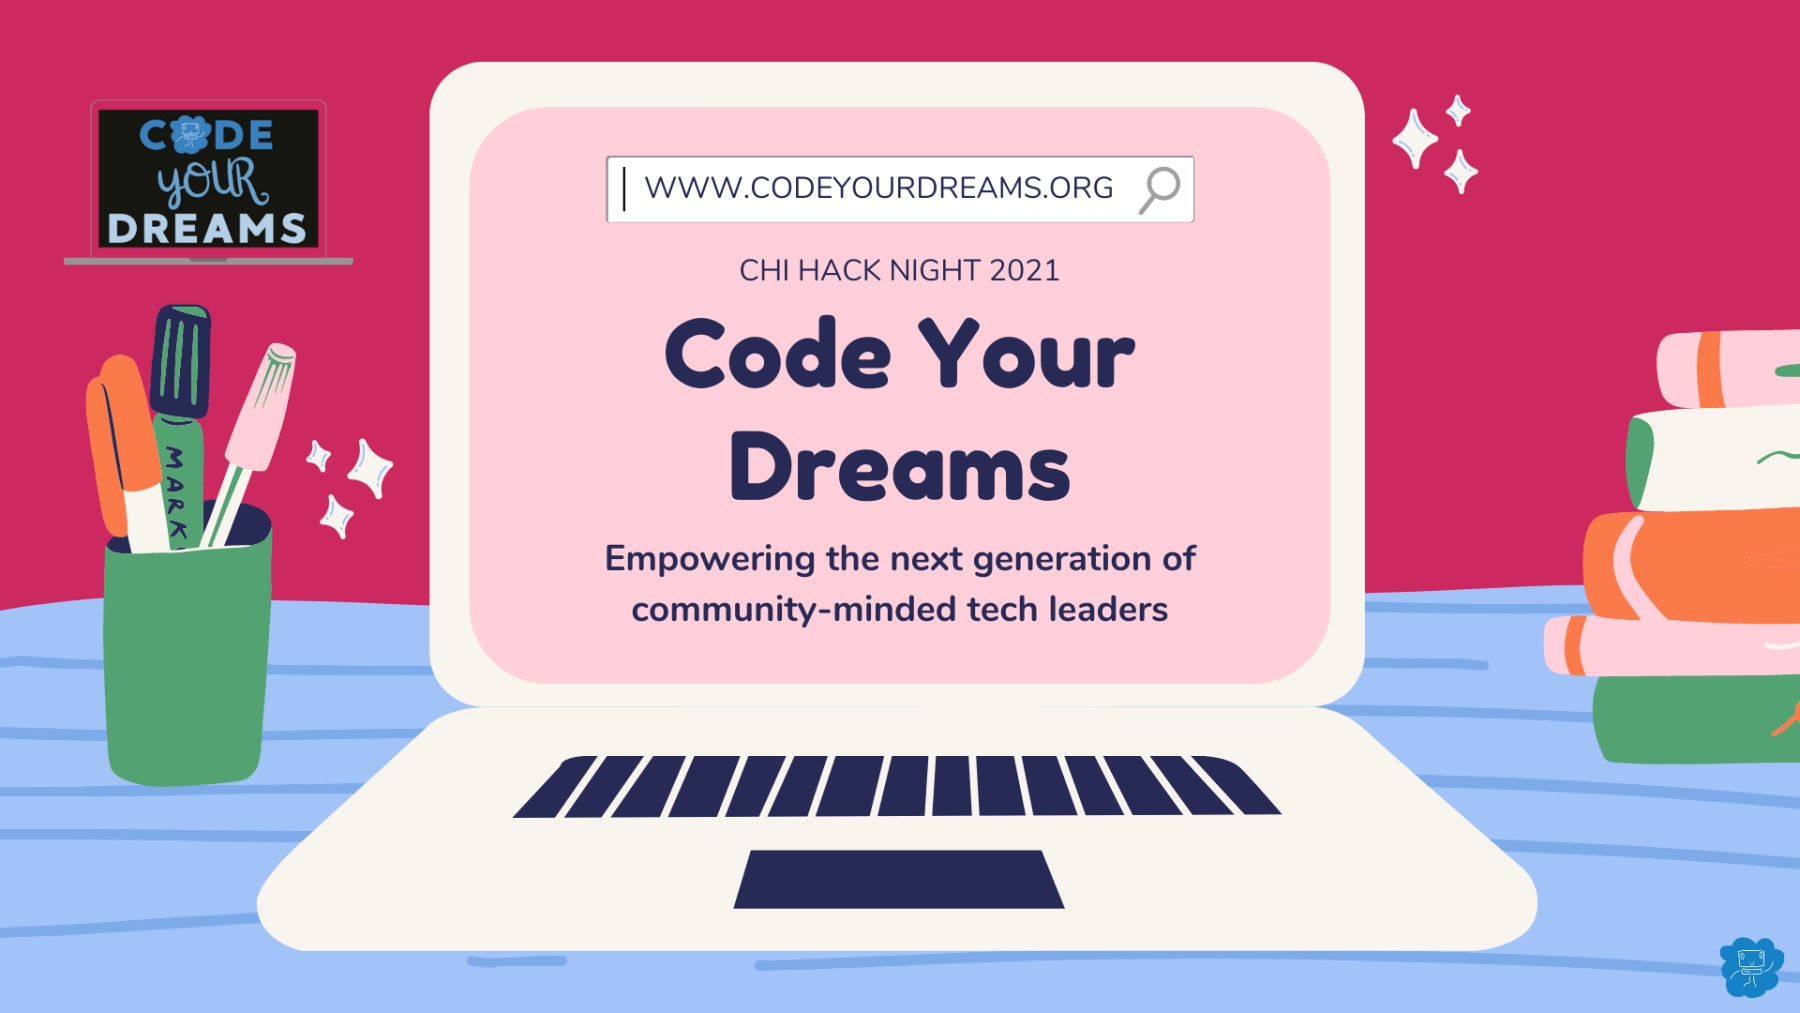 CODE
your
DREAMS
WWW.CODEYOURDREAMS.ORG
CHI HACK NIGHT 2021
Code Your
Dreams
Empowering the next generation of
community-minded tech leaders
MARK